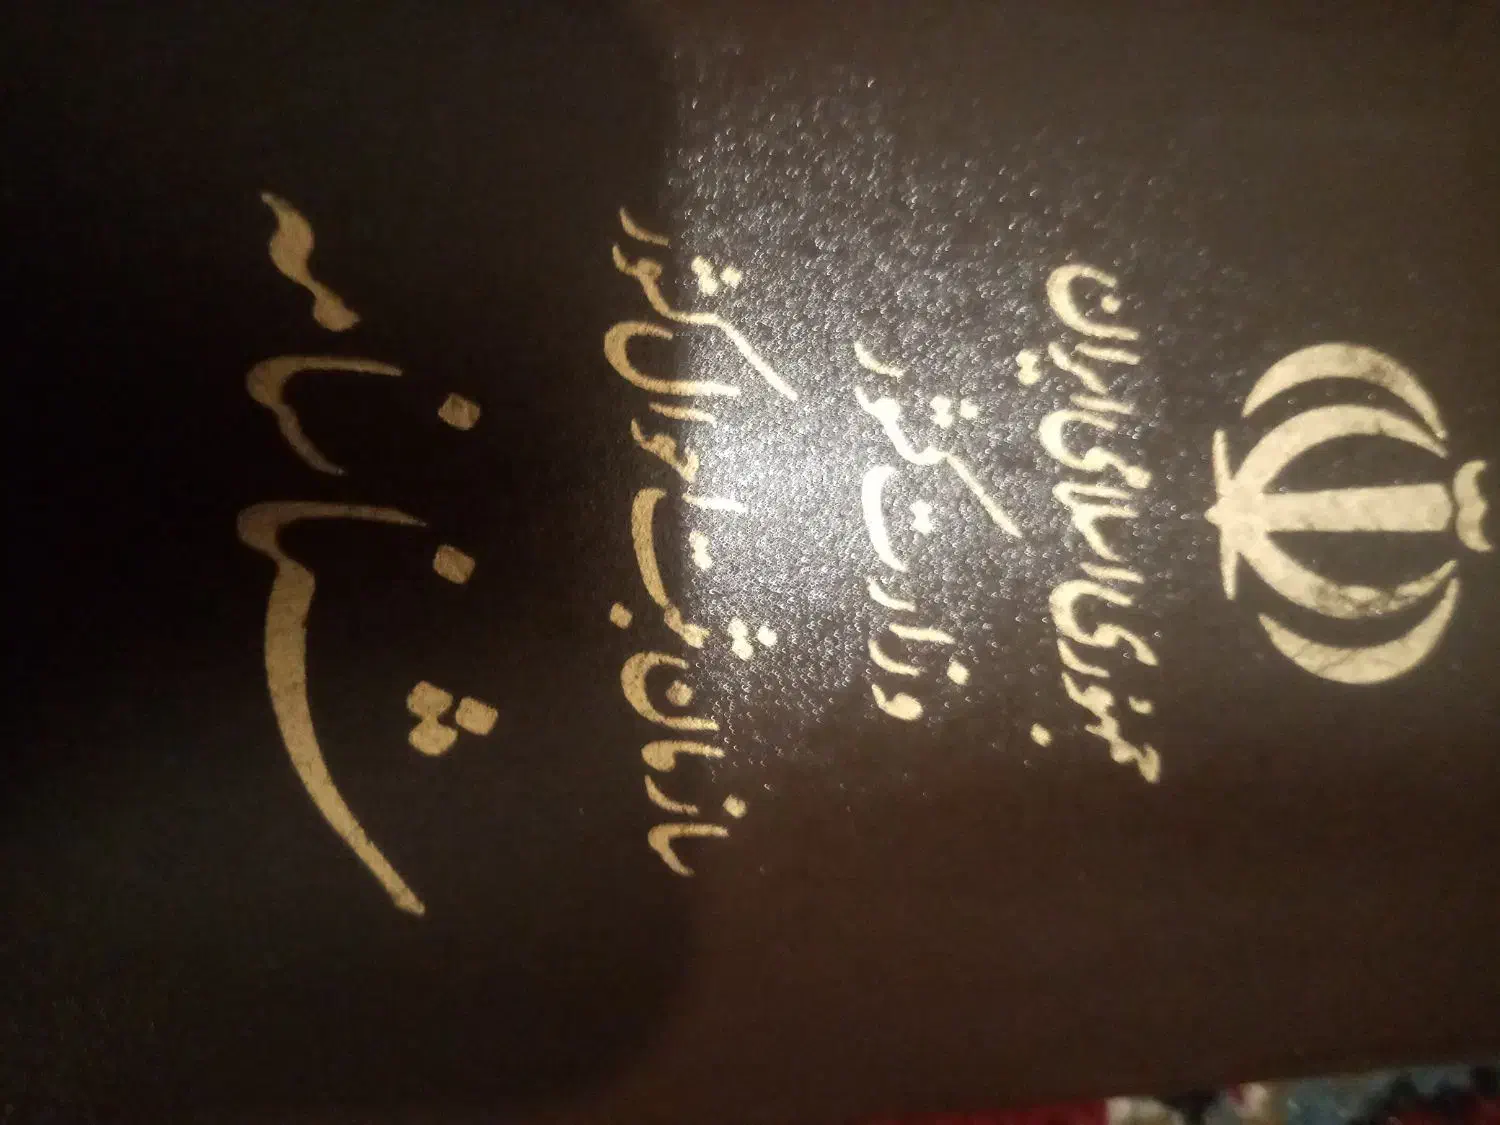 جمهوری اسلامی ایران
وزارت کشور
سازمان ثبت احوال کشور
شناسنامه